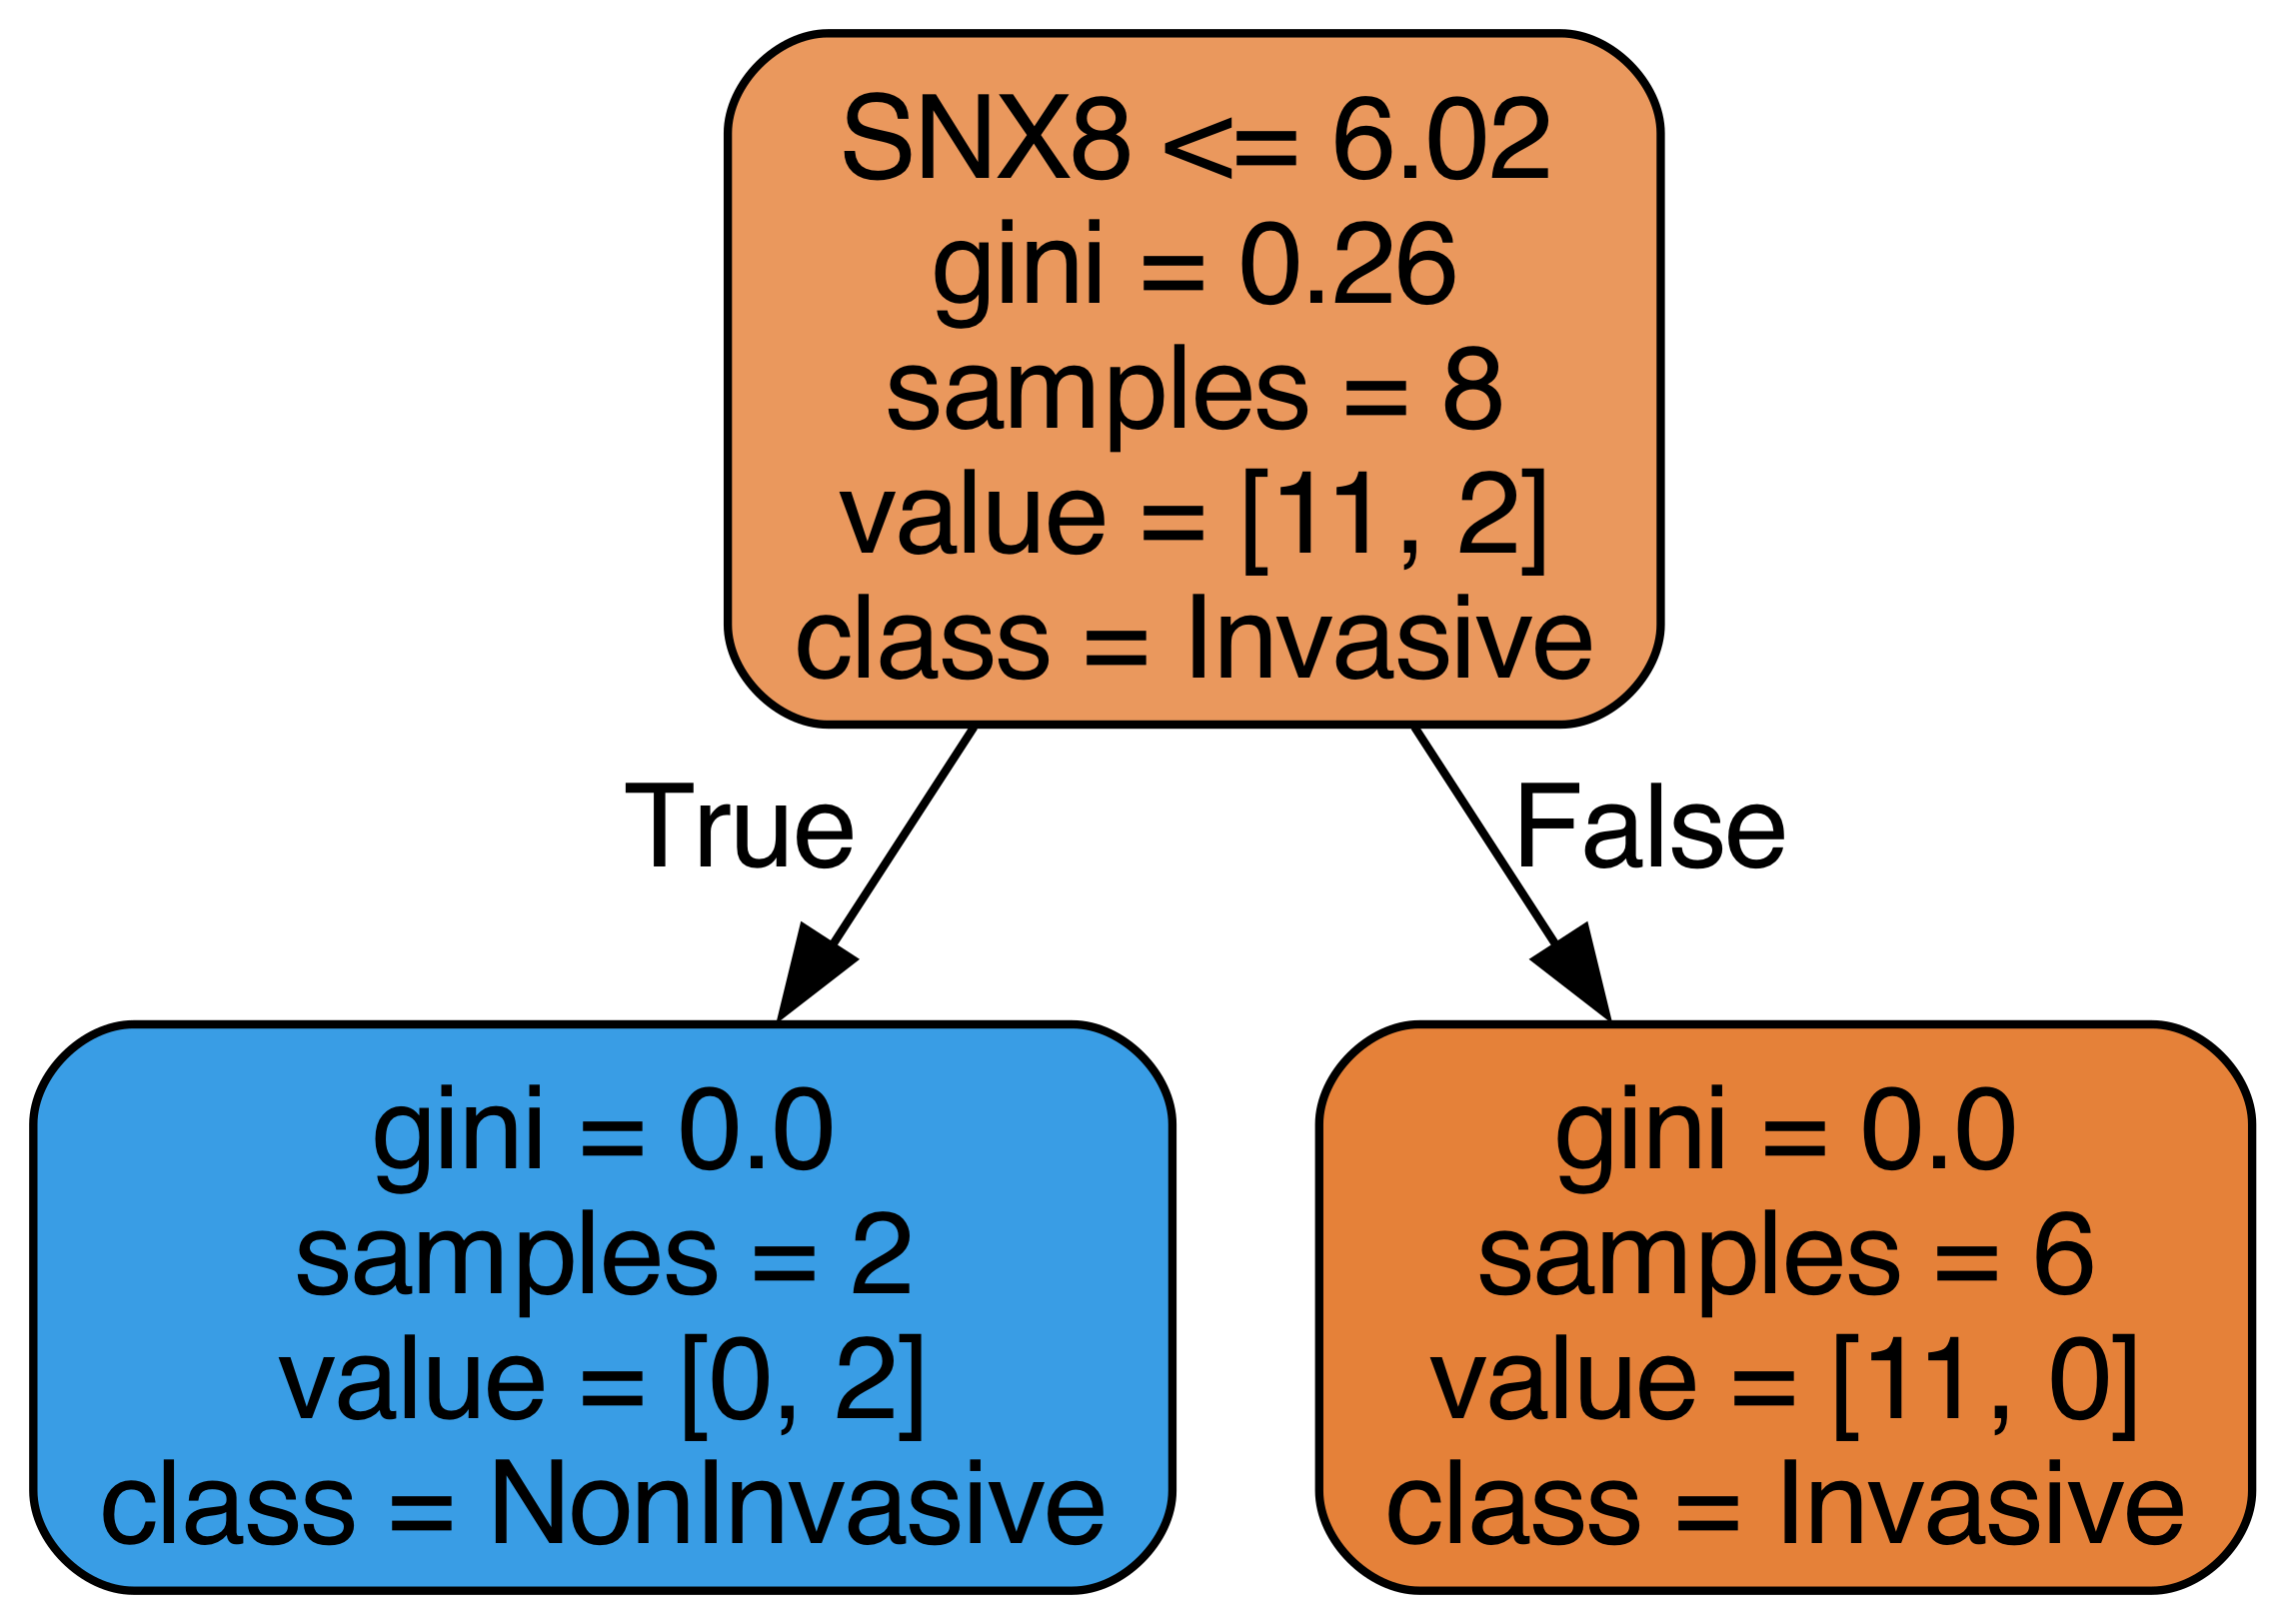 SNX8 <= 6.02
gini = 0.26
samples = 8
value = [11, 2]
class = Invasive
True
False
gini = 0.0
samples = 2
value = [0, 2]
class = NonInvasive
gini = 0.0
samples = 6
value = [11, 0]
class = Invasive